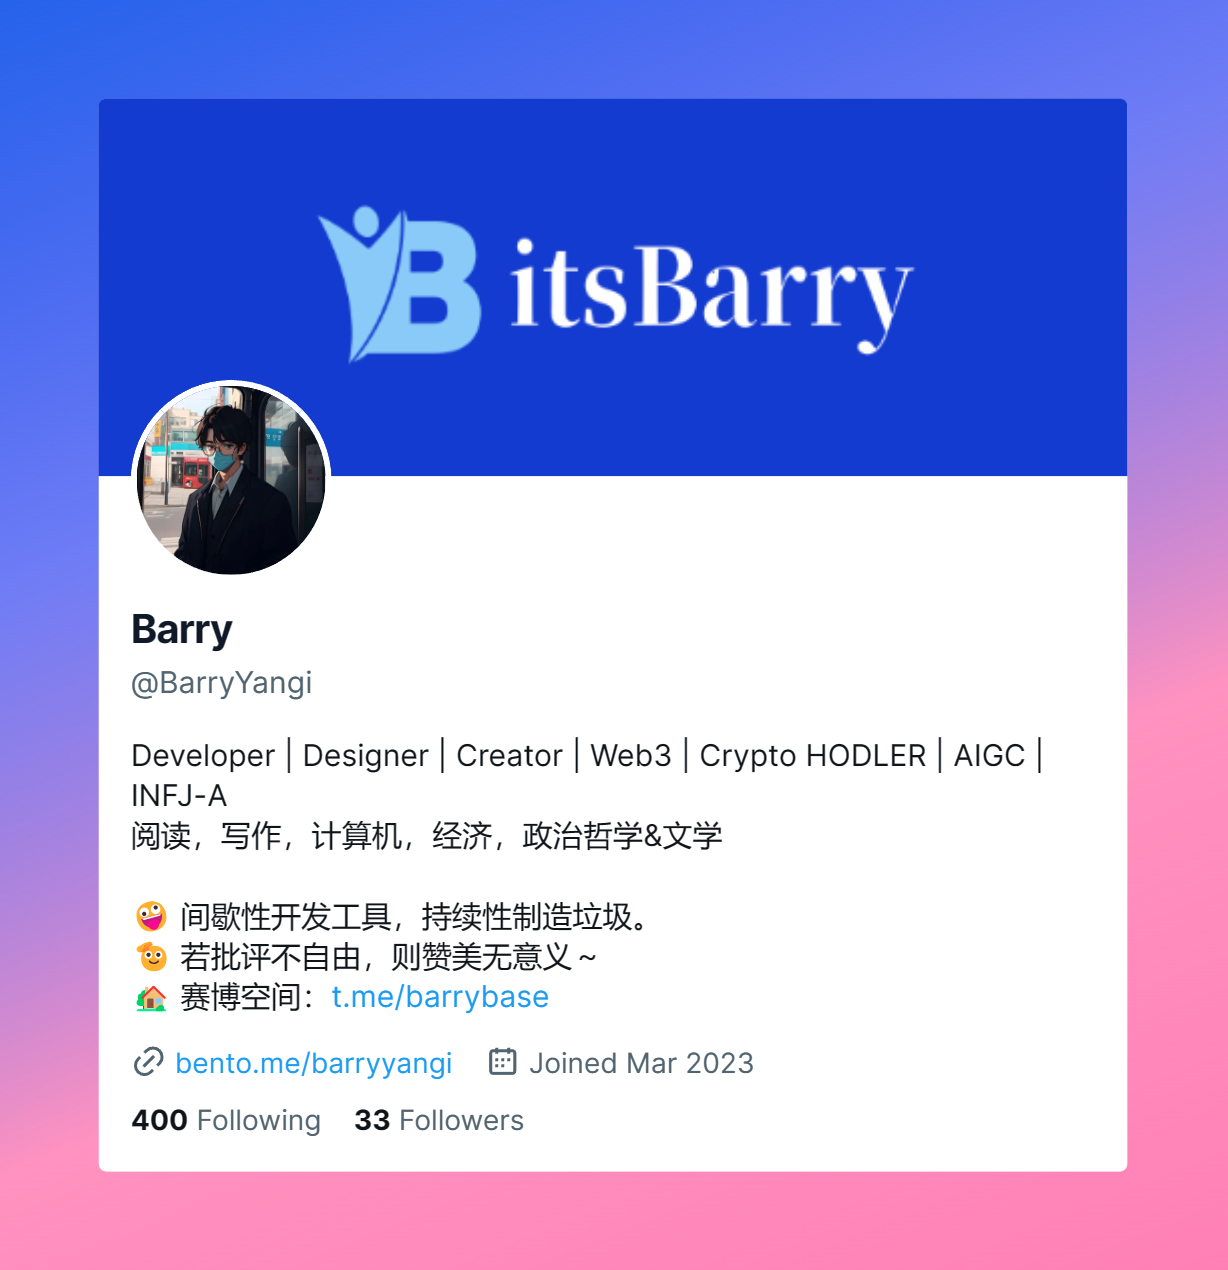 itsBarry
Barry
@BarryYangi
Developer | Designer | Creator | Web3 | Crypto HODLER | AIGC |
INFJ-A
阅读，写作，计算机，经济，政治哲学&文学
🤪 间歇性开发工具，持续性制造垃圾。
🫡 若批评不自由，则赞美无意义～
🏡 赛博空间：t.me/barrybase
bento.me/barryyangi Joined Mar 2023
400 Following 33 Followers